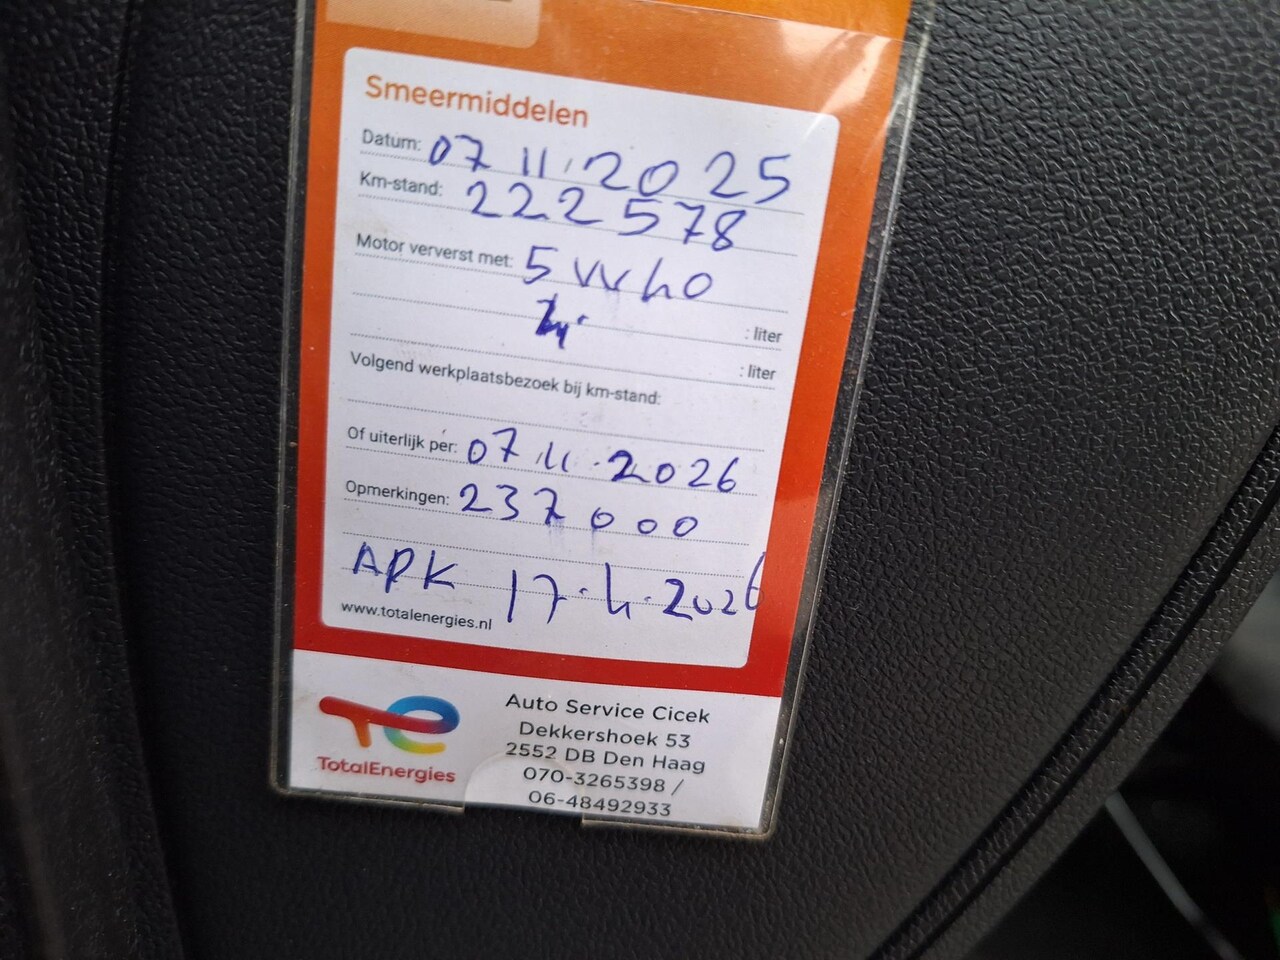 Smeermiddelen
Datum: 07 11. 2025
Km-stand: 222578
Motor ververst met: 5 W 40
: liter
: liter
Volgend werkplaatsbezoek bij km-stand:
Of uiterlijk per: 07.11.2026
Opmerkingen: 237000
APK 17.4.2026
www.totalenergies.nl
TotalEnergies
Auto Service Cicek
Dekkershoek 53
2552 DB Den Haag
070-3265398 /
06-48492933